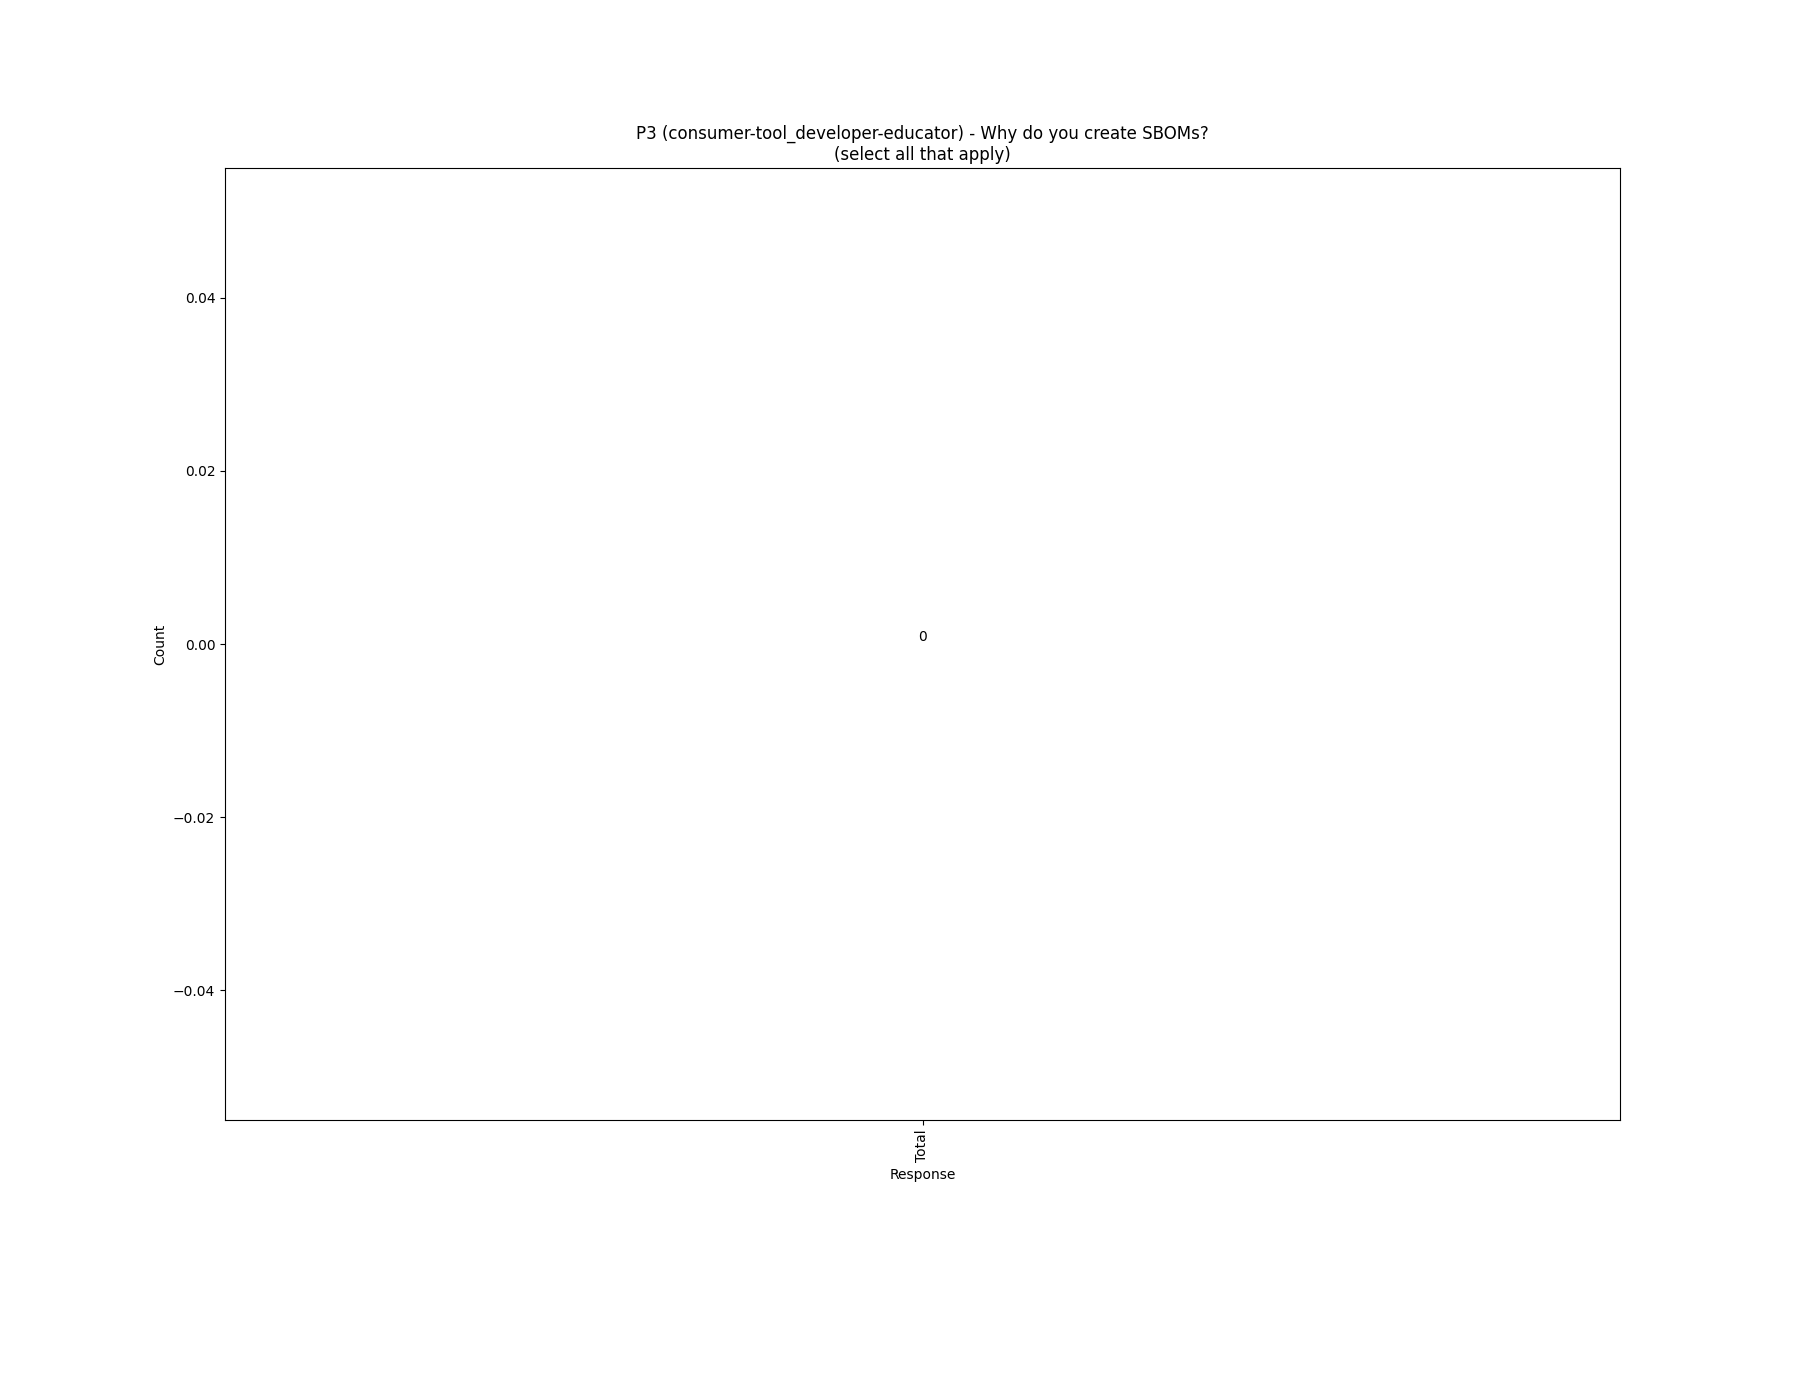 P3 (consumer-tool_developer-educator) - Why do you create SBOMs?
(select all that apply)
0.04
0.02
0.00
−0.02
−0.04
Count
0
Total
Response